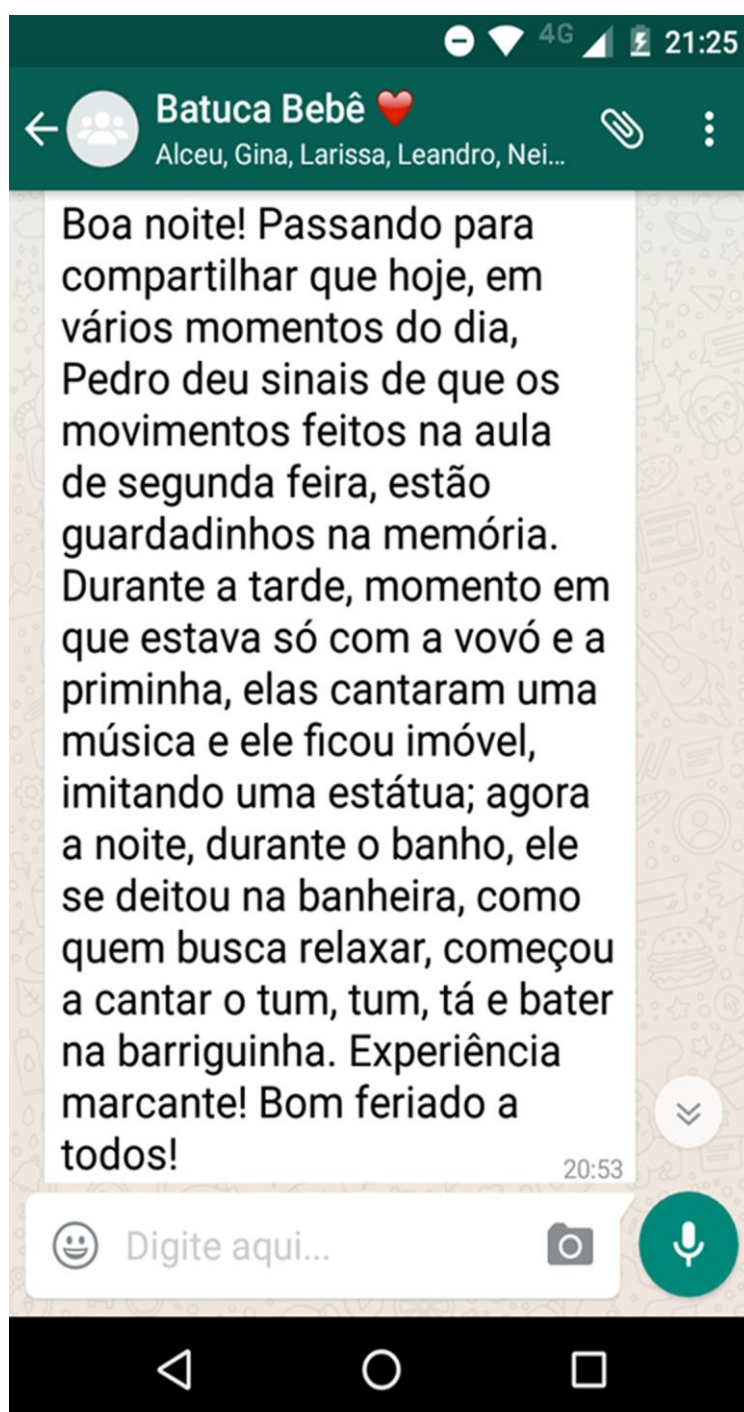 4G 21:25
Batuca Bebê ❤️
Alceu, Gina, Larissa, Leandro, Nei...
Boa noite! Passando para
compartilhar que hoje, em
vários momentos do dia,
Pedro deu sinais de que os
movimentos feitos na aula
de segunda feira, estão
guardadinhos na memória.
Durante a tarde, momento em
que estava só com a vovó e a
priminha, elas cantaram uma
música e ele ficou imóvel,
imitando uma estátua; agora
a noite, durante o banho, ele
se deitou na banheira, como
quem busca relaxar, começou
a cantar o tum, tum, tá e bater
na barriguinha. Experiência
marcante! Bom feriado a
todos!
20:53
Digite aqui...